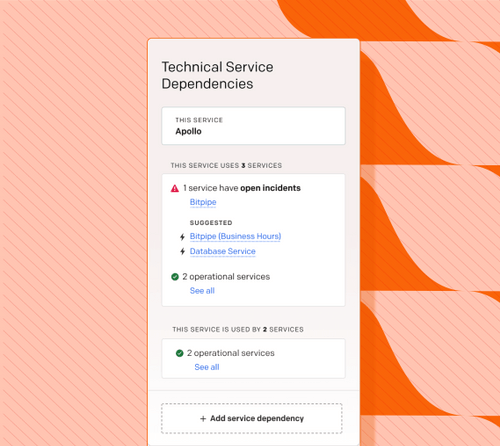 Technical Service
Dependencies
THIS SERVICE
Apollo
THIS SERVICE USES 3 SERVICES
1 service have open incidents
Bitpipe
SUGGESTED
Bitpipe (Business Hours)
Database Service
2 operational services
See all
THIS SERVICE IS USED BY 2 SERVICES
2 operational services
See all
+ Add service dependency